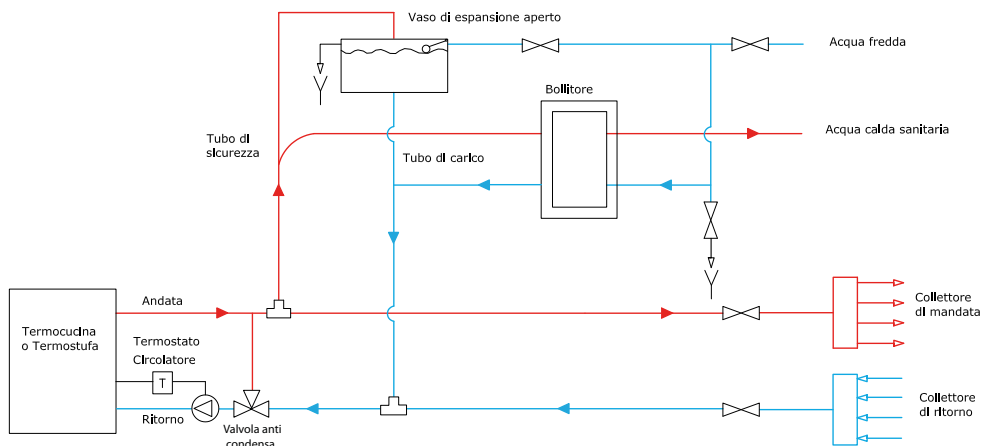 Vaso di espansione aperto
Acqua fredda
Bollitore
Tubo di
sicurezza
Acqua calda sanitaria
Tubo di carico
Andata
Collettore
di mandata
Termocucina
o Termostufa
Termostato
Circolatore
T
Ritorno
Valvola anti
condensa
Collettore
di ritorno